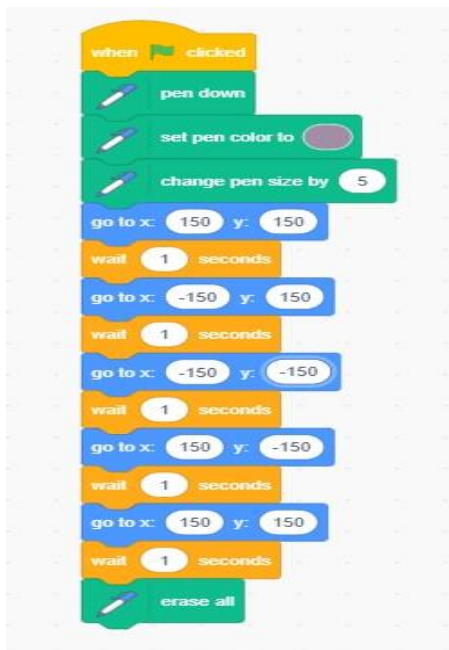 when clicked
pen down
set pen color to
change pen size by 5
go to x: 150 y: 150
wait 1 seconds
go to x: -150 y: 150
wait 1 seconds
go to x: -150 y: -150
wait 1 seconds
go to x: 150 y: -150
wait 1 seconds
go to x: 150 y: 150
wait 1 seconds
erase all